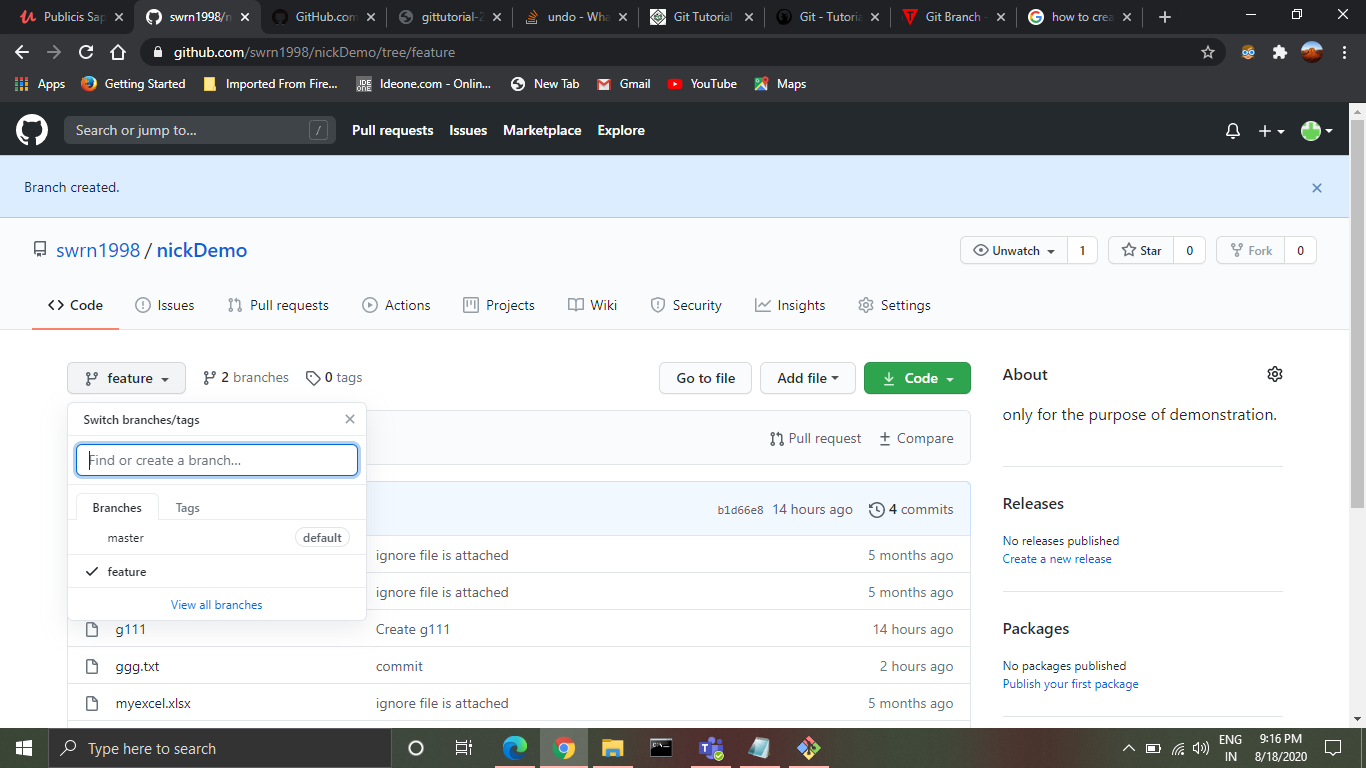 Publicis Sap
swrn1998/n
GitHub.com
gittutorial-2
undo - Wha
Git Tutorial
Git - Tutoria
Git Branch -
how to crea
github.com/swrn1998/nickDemo/tree/feature
Apps
Getting Started
Imported From Fire...
IDE ONE
Ideone.com - Onlin...
New Tab
Gmail
YouTube
Maps
Search or jump to...
/
Pull requests
Issues
Marketplace
Explore
Branch created.
swrn1998 / nickDemo
Unwatch 1
Star 0
Fork 0
Code
Issues
Pull requests
Actions
Projects
Wiki
Security
Insights
Settings
feature
2 branches
0 tags
Go to file
Add file
Code
Switch branches/tags
Find or create a branch...
Branches
Tags
master default
feature
View all branches
Pull request
Compare
b1d66e8 14 hours ago 4 commits
ignore file is attached 5 months ago
ignore file is attached 5 months ago
g111 Create g111 14 hours ago
ggg.txt commit 2 hours ago
myexcel.xlsx ignore file is attached 5 months ago
About
only for the purpose of demonstration.
Releases
No releases published
Create a new release
Packages
No packages published
Publish your first package
Type here to search
ENG
IN
9:16 PM
8/18/2020